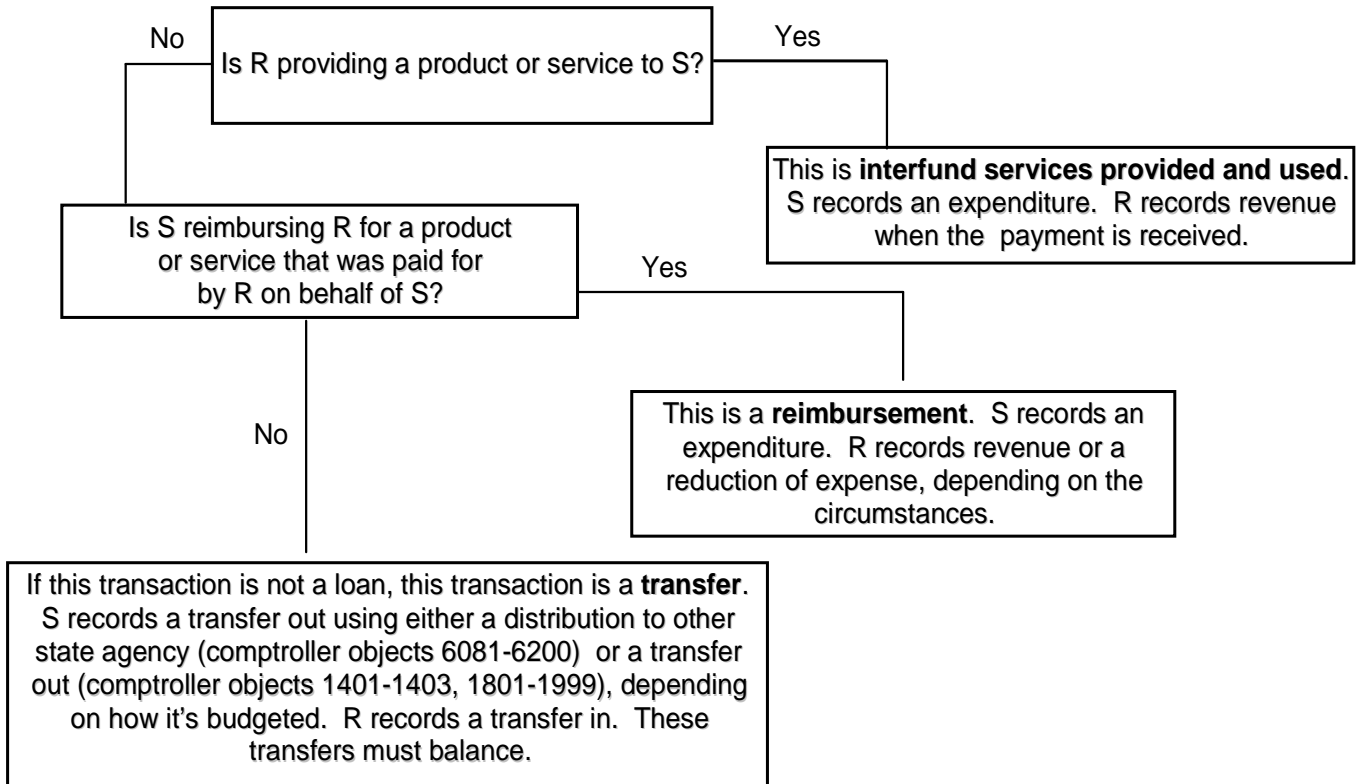 No
Is R providing a product or service to S?
Yes
This is interfund services provided and used.
S records an expenditure. R records revenue
when the payment is received.
Is S reimbursing R for a product
or service that was paid for
by R on behalf of S?
Yes
This is a reimbursement. S records an
expenditure. R records revenue or a
reduction of expense, depending on the
circumstances.
No
If this transaction is not a loan, this transaction is a transfer.
S records a transfer out using either a distribution to other
state agency (comptroller objects 6081-6200) or a transfer
out (comptroller objects 1401-1403, 1801-1999), depending
on how it's budgeted. R records a transfer in. These
transfers must balance.